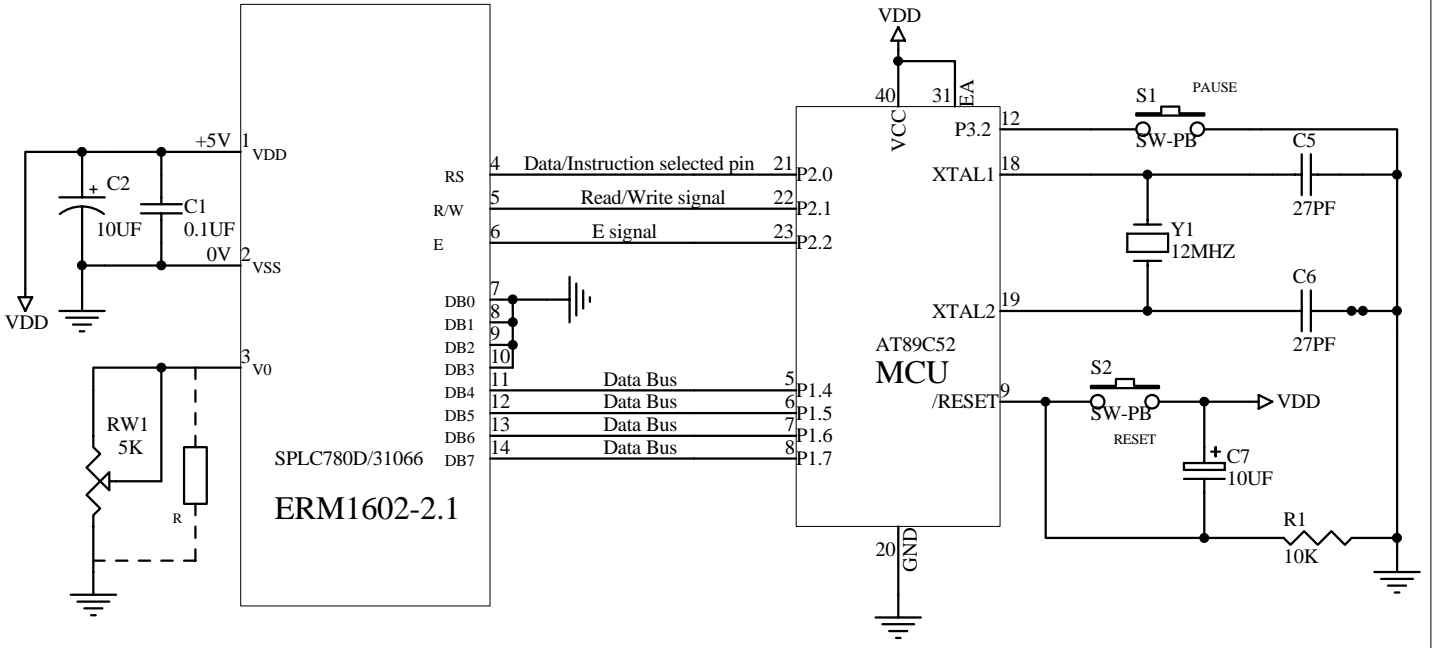 VDD
40
31
EA
VCC
S1
PAUSE
12
P3.2
SW-PB
C5
+5V
1
VDD
4
Data/Instruction selected pin
21
RS
P2.0
XTAL1
18
C2
+
10UF
C1
0.1UF
5
Read/Write signal
22
R/W
P2.1
27PF
6
E signal
23
E
P2.2
Y1
12MHZ
0V
2
VSS
VDD
7
DB0
8
DB1
9
DB2
10
DB3
XTAL2
19
C6
27PF
AT89C52
MCU
3
V0
11
Data Bus
5
DB4
P1.4
12
Data Bus
6
DB5
P1.5
13
Data Bus
7
DB6
P1.6
14
Data Bus
8
DB7
P1.7
/RESET
9
S2
SW-PB
RESET
VDD
RW1
5K
R
SPLC780D/31066
ERM1602-2.1
+
C7
10UF
20
GND
R1
10K